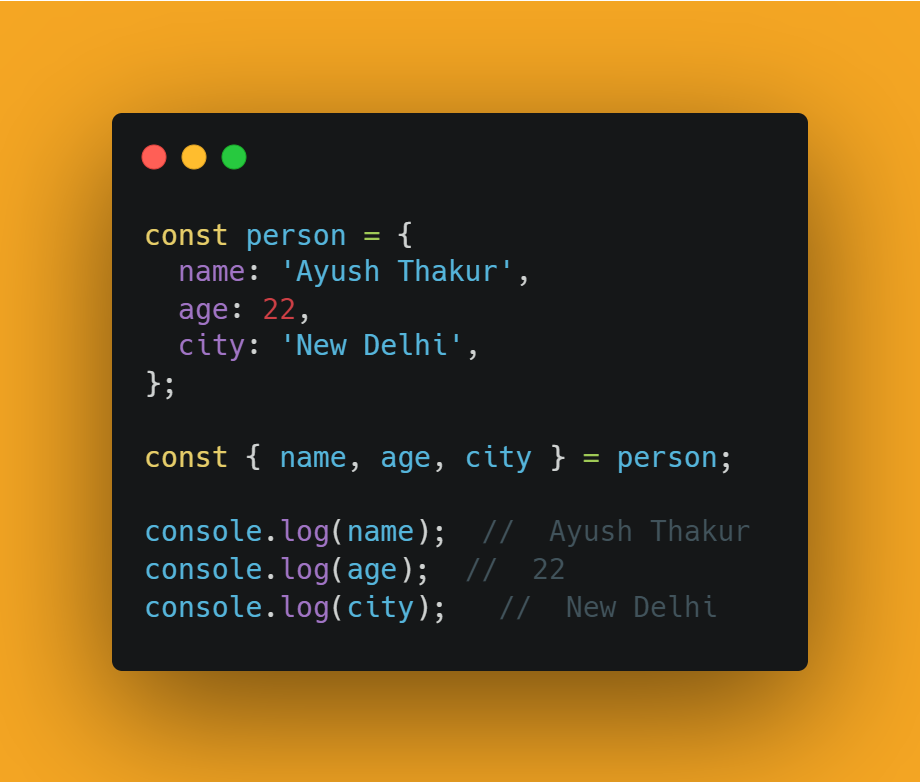 const person = {
  name: 'Ayush Thakur',
  age: 22,
  city: 'New Delhi',
};
const { name, age, city } = person;
console.log(name);  //  Ayush Thakur
console.log(age);  //  22
console.log(city);   //  New Delhi